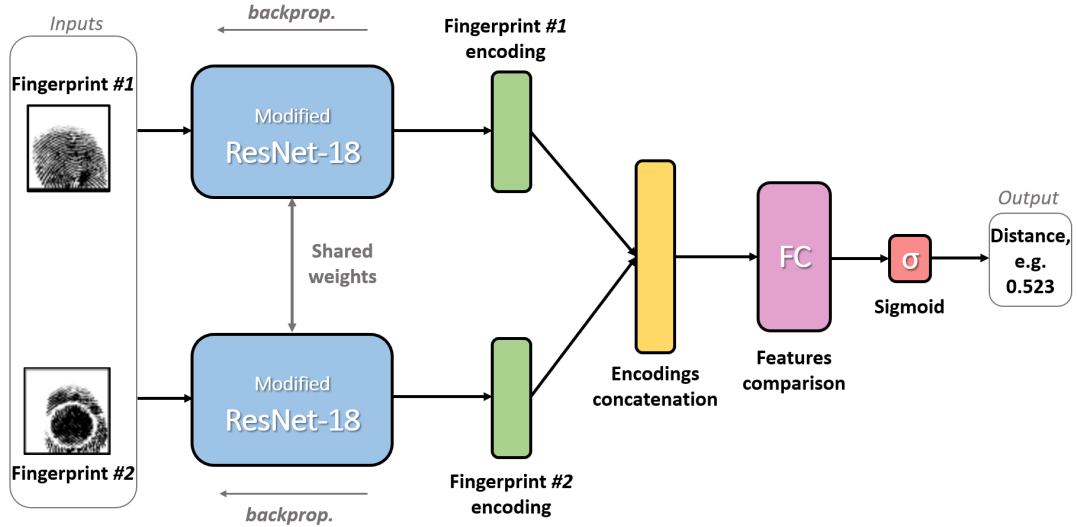 Inputs
backprop.
Fingerprint #1
Modified
ResNet-18
Fingerprint #1
encoding
Shared
weights
Fingerprint #2
Modified
ResNet-18
backprop.
Fingerprint #2
encoding
Encodings
concatenation
FC
Features
comparison
σ
Sigmoid
Output
Distance,
e.g.
0.523